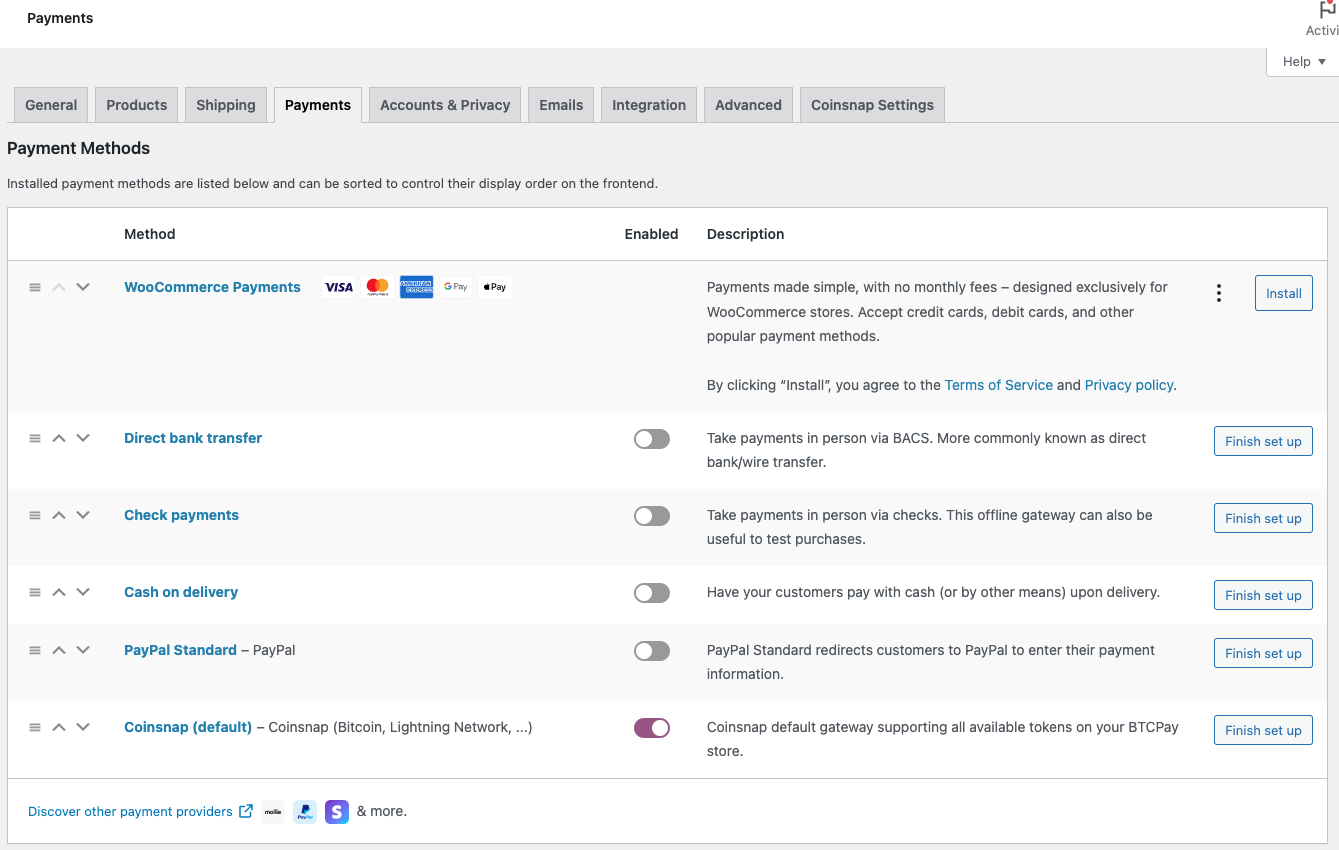 Payments
Activi
Help
General Products Shipping Payments Accounts & Privacy Emails Integration Advanced Coinsnap Settings
Payment Methods
Installed payment methods are listed below and can be sorted to control their display order on the frontend.
Method Enabled Description
WooCommerce Payments VISA AMERICAN EXPRESS G Pay Pay Payments made simple, with no monthly fees – designed exclusively for Install
WooCommerce stores. Accept credit cards, debit cards, and other
popular payment methods.
By clicking “Install”, you agree to the Terms of Service and Privacy policy.
Direct bank transfer Take payments in person via BACS. More commonly known as direct Finish set up
bank/wire transfer.
Check payments Take payments in person via checks. This offline gateway can also be Finish set up
useful to test purchases.
Cash on delivery Have your customers pay with cash (or by other means) upon delivery. Finish set up
PayPal Standard – PayPal PayPal Standard redirects customers to PayPal to enter their payment Finish set up
information.
Coinsnap (default) – Coinsnap (Bitcoin, Lightning Network, ...) Coinsnap default gateway supporting all available tokens on your BTCPay Finish set up
store.
Discover other payment providers mollie PayPal S & more.